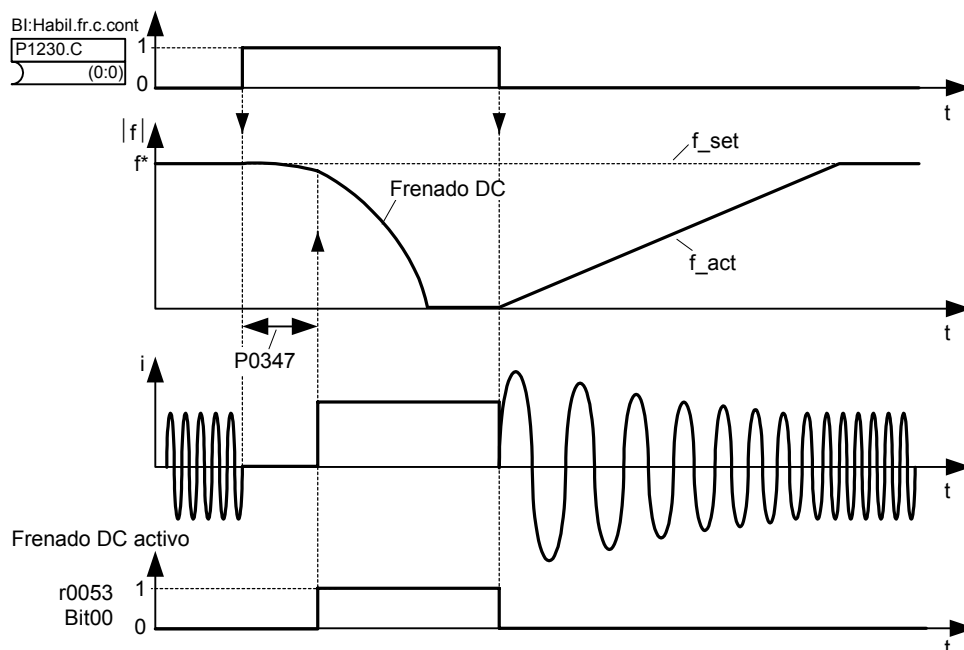 BI:Habil.fr.c.cont
P1230.C
(0:0)
1
0
t
|f|
f*
f_set
Frenado DC
f_act
t
P0347
i
t
Frenado DC activo
r0053
Bit00
1
0
t